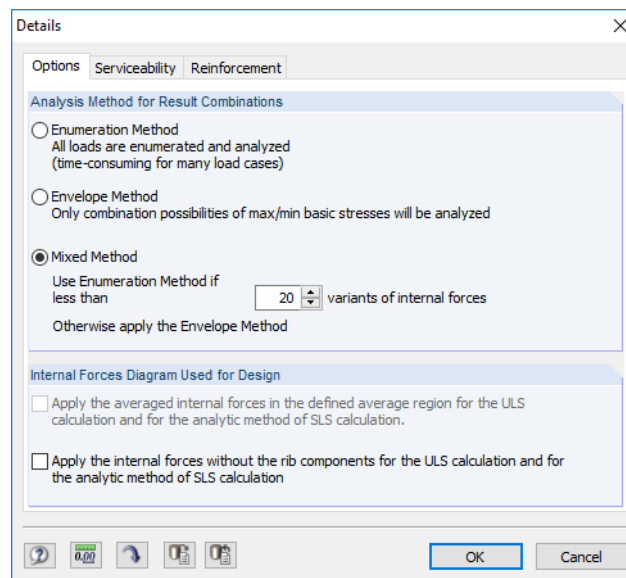 Details
Options Serviceability Reinforcement
Analysis Method for Result Combinations
Enumeration Method
All loads are enumerated and analyzed
(time-consuming for many load cases)
Envelope Method
Only combination possibilities of max/min basic stresses will be analyzed
Mixed Method
Use Enumeration Method if
less than 20 variants of internal forces
Otherwise apply the Envelope Method
Internal Forces Diagram Used for Design
Apply the averaged internal forces in the defined average region for the ULS
calculation and for the analytic method of SLS calculation.
Apply the internal forces without the rib components for the ULS calculation and for
the analytic method of SLS calculation
0.00 OK Cancel